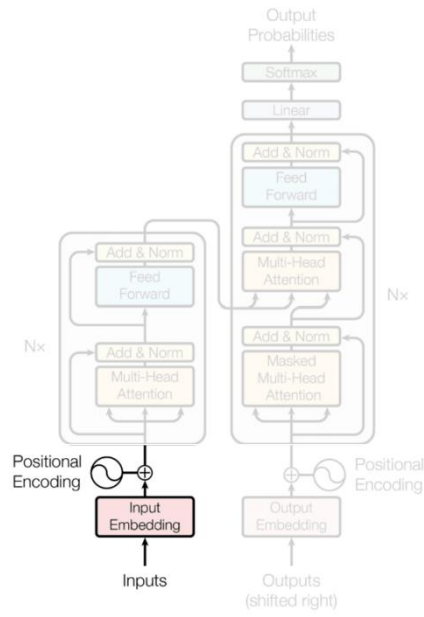 Output
Probabilities
Softmax
Linear
Add & Norm
Feed
Forward
Add & Norm
Multi-Head
Attention
Nx
Add & Norm
Masked
Multi-Head
Attention
Add & Norm
Feed
Forward
Nx
Add & Norm
Multi-Head
Attention
Positional
Encoding
Input
Embedding
Inputs
Positional
Encoding
Output
Embedding
Outputs
(shifted right)